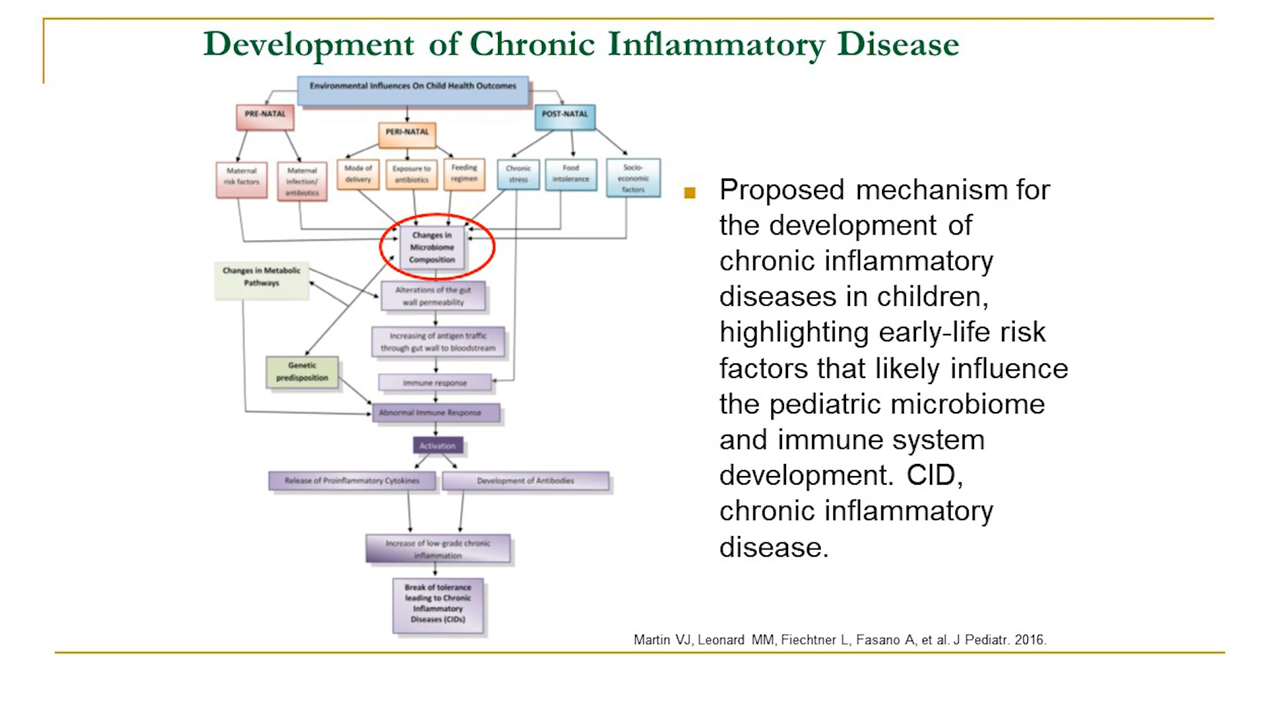 Development of Chronic Inflammatory Disease
Environmental Influences On Child Health Outcomes
PRE-NATAL
PERI-NATAL
POST-NATAL
Maternal
risk factors
Maternal
infection/
antibiotics
Mode of
delivery
Exposure to
antibiotics
Feeding
regimen
Chronic
stress
Food
intolerance
Socio-
economic
factors
Changes in
Microbiome
Composition
Changes in Metabolic
Pathways
Alterations of the gut
wall permeability
Increasing of antigen traffic
through gut wall to bloodstream
Genetic
predisposition
Immune response
Abnormal Immune Response
Activation
Release of Proinflammatory Cytokines
Development of Antibodies
Increase of low-grade chronic
inflammation
Break of tolerance
leading to Chronic
Inflammatory
Diseases (CIDs)
Proposed mechanism for
the development of
chronic inflammatory
diseases in children,
highlighting early-life risk
factors that likely influence
the pediatric microbiome
and immune system
development. CID,
chronic inflammatory
disease.
Martin VJ, Leonard MM, Fiechtner L, Fasano A, et al. J Pediatr. 2016.